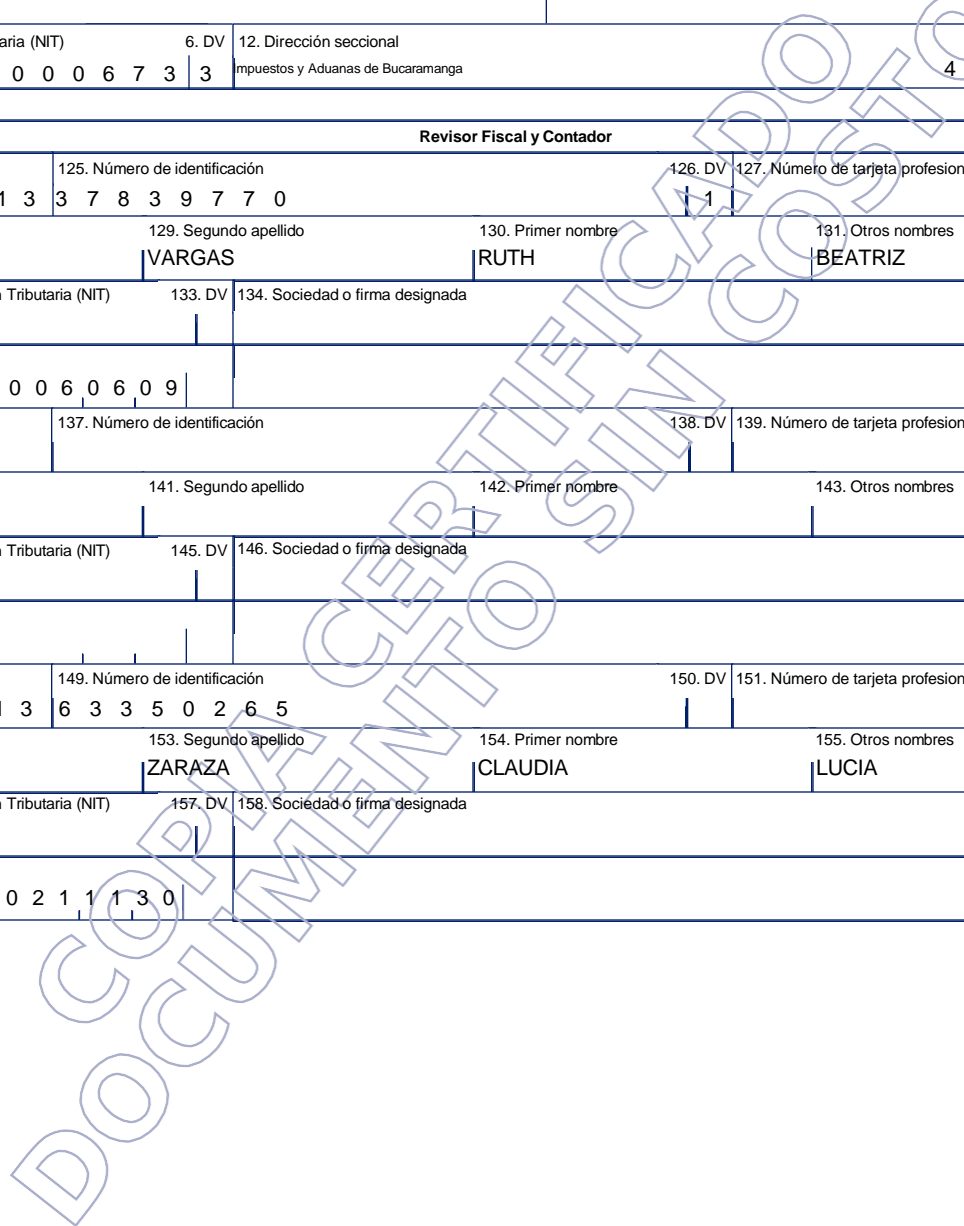 aria (NIT) 6. DV 12. Dirección seccional
0 0 0 6 7 3 3 Impuestos y Aduanas de Bucaramanga 4
Revisor Fiscal y Contador
125. Número de identificación 126. DV 127. Número de tarjeta profesion
1 3 3 7 8 3 9 7 7 0 1
129. Segundo apellido 130. Primer nombre 131. Otros nombres
VARGAS RUTH BEATRIZ
Tributaria (NIT) 133. DV 134. Sociedad o firma designada
0 0 6 0 6 0 9
137. Número de identificación 138. DV 139. Número de tarjeta profesion
141. Segundo apellido 142. Primer nombre 143. Otros nombres
Tributaria (NIT) 145. DV 146. Sociedad o firma designada
149. Número de identificación 150. DV 151. Número de tarjeta profesion
1 3 6 3 3 5 0 2 6 5
153. Segundo apellido 154. Primer nombre 155. Otros nombres
ZARAZA CLAUDIA LUCIA
Tributaria (NIT) 157. DV 158. Sociedad o firma designada
0 2 1 1 1 3 0
COPIA CERTIFICADO
DOCUMENTO SIN COSTO